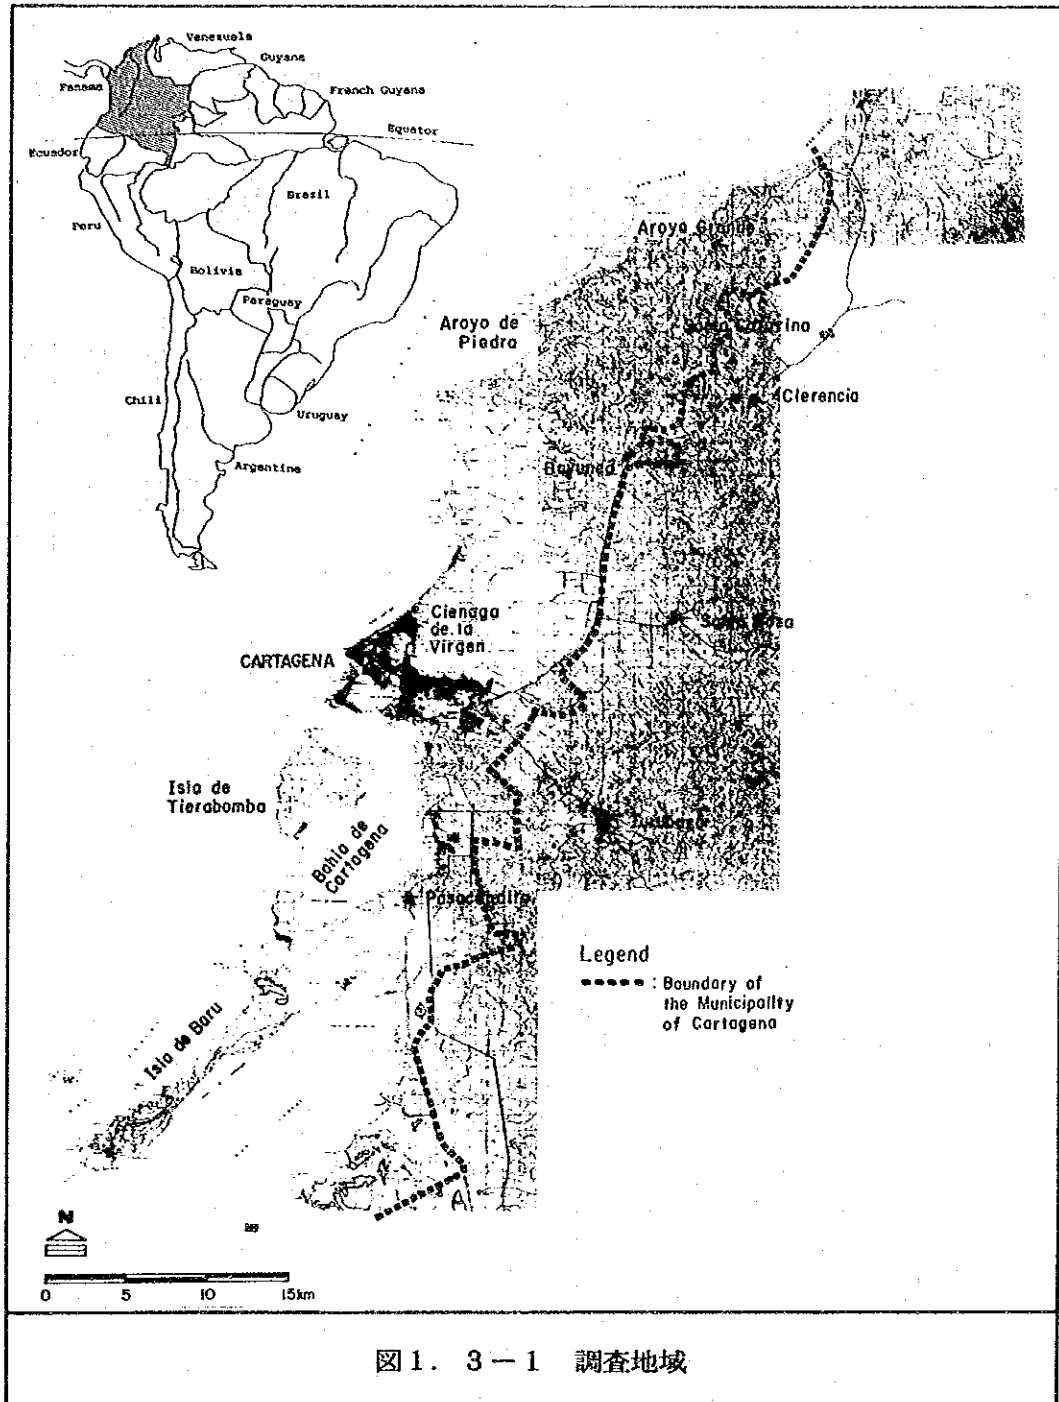 Venezuela
Guyana
Panama
French Guyana
Equator
Ecuador
Brasil
Peru
Bolivia
Paraguay
Chili
Uruguay
Argentine
Aroyo Grande
Aroyo de
Piedra
Santa Catarina
Clerencia
Bayunca
Cienaga
de la
Virgen
Santa Rosa
CARTAGENA
Isla de
Tierabomba
Bahia de
Cartagena
Turbaco
Pasacaballo
Legend
: Boundary of
the Municipality
of Cartagena
Isla de Baru
N
0 5 10 15km
図1. 3-1 調査地域